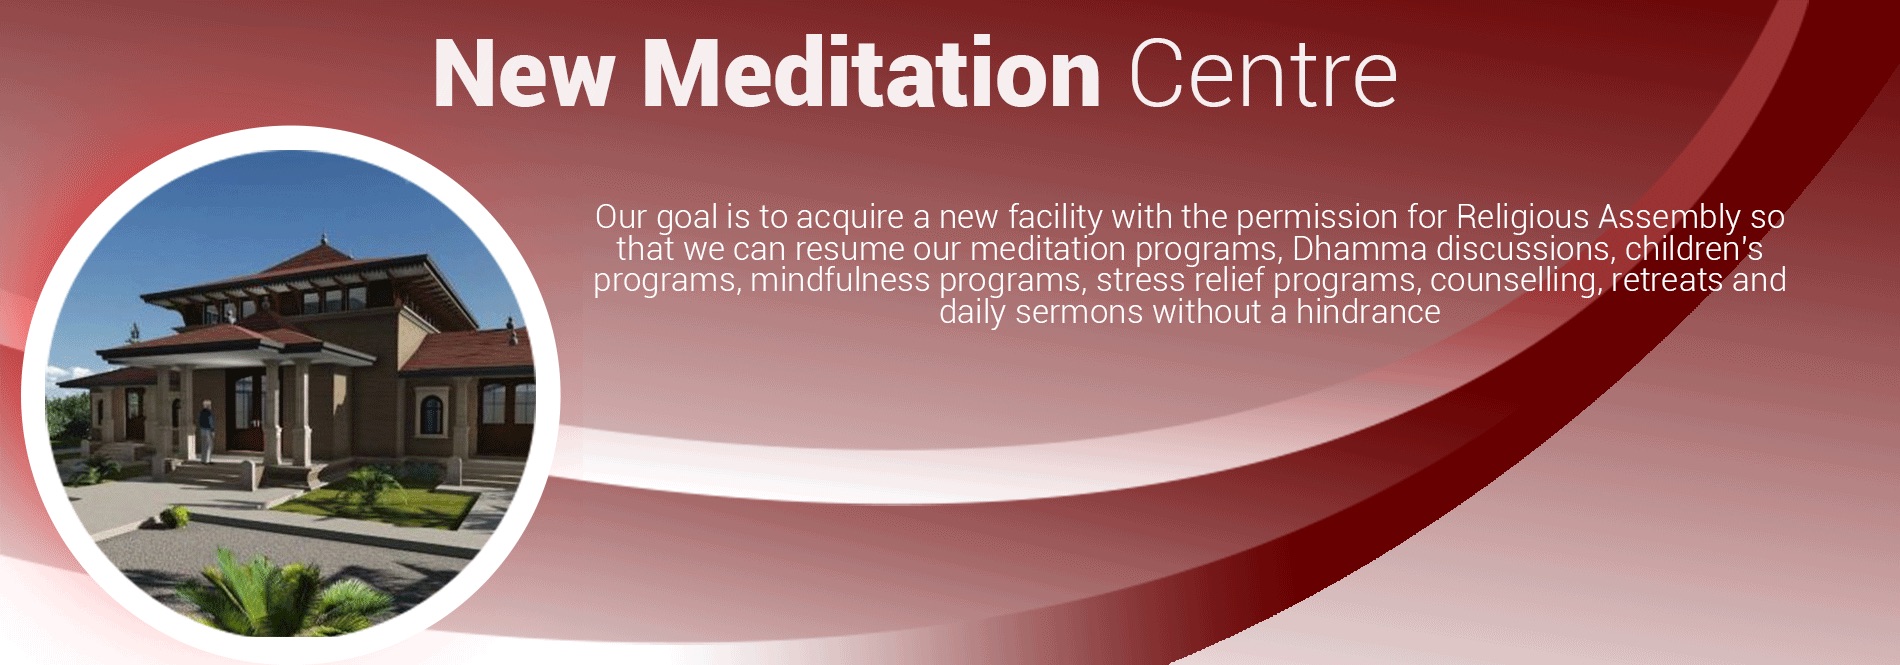 New Meditation Centre
Our goal is to acquire a new facility with the permission for Religious Assembly so
that we can resume our meditation programs, Dhamma discussions, children's
programs, mindfulness programs, stress relief programs, counselling, retreats and
daily sermons without a hindrance